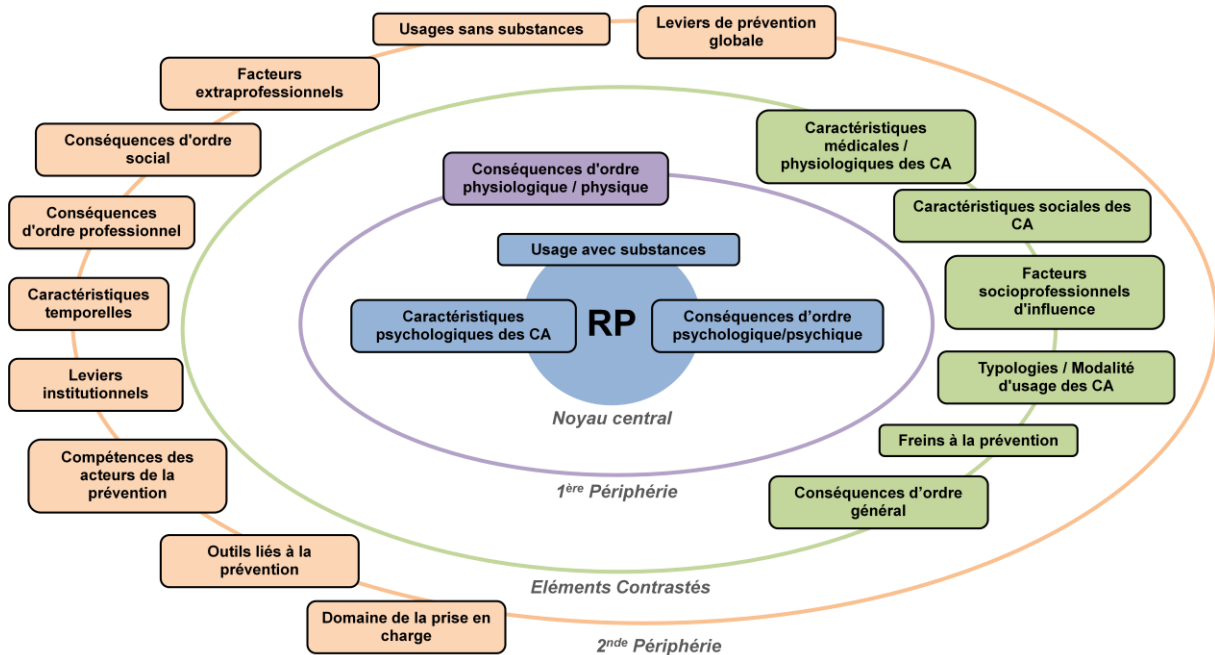 Usages sans substances
Leviers de prévention
globale
Facteurs
extraprofessionnels
Conséquences d'ordre
social
Caractéristiques
médicales /
physiologiques des CA
Conséquences d'ordre
physiologique / physique
Conséquences
d'ordre professionnel
Caractéristiques sociales des
CA
Usage avec substances
Facteurs
socioprofessionnels
d'influence
Caractéristiques
temporelles
Caractéristiques
psychologiques des CA
RP
Conséquences d’ordre
psychologique/psychique
Leviers
institutionnels
Typologies / Modalité
d'usage des CA
Noyau central
Freins à la prévention
Compétences des
acteurs de la
prévention
1ère Périphérie
Conséquences d’ordre
général
Outils liés à la
prévention
Eléments Contrastés
Domaine de la prise en
charge
2nde Périphérie